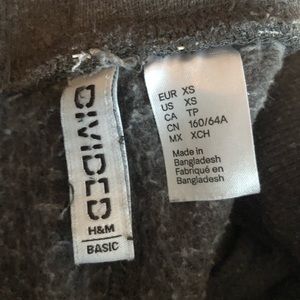 DIVIDED
H&M
BASIC
EUR XS
US XS
CA TP
CN 160/64A
MX XCH
Made in
Bangladesh
Fabriqué en
Bangladesh